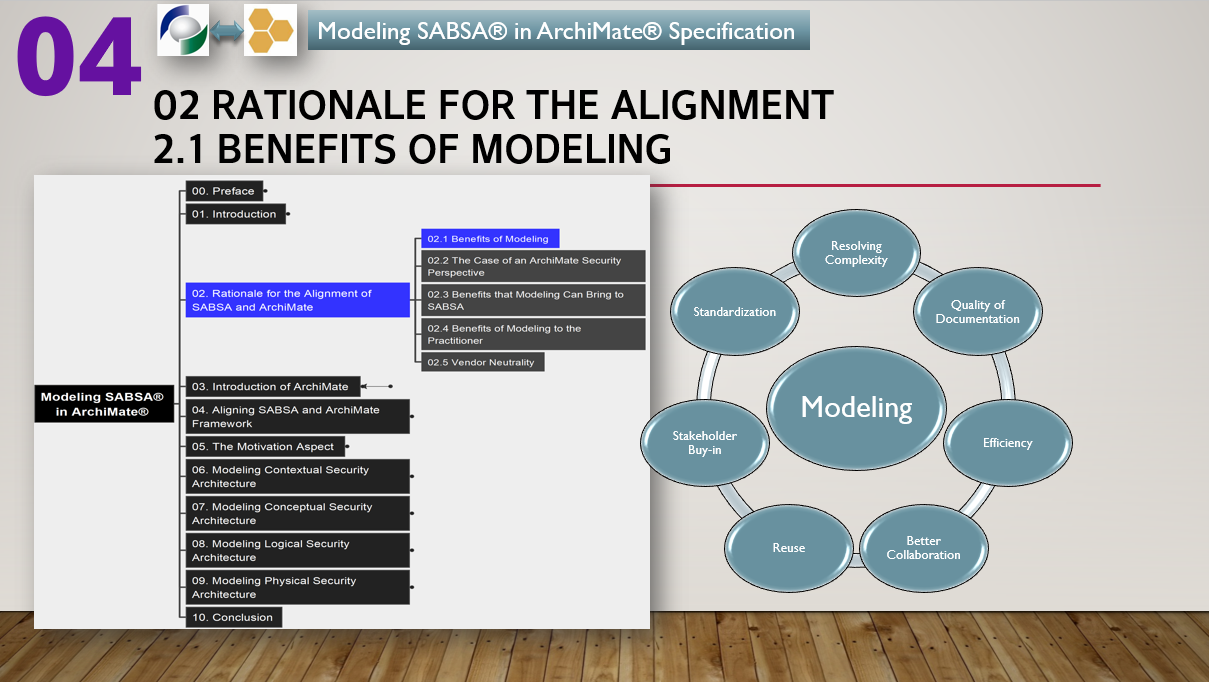 04
Modeling SABSA® in ArchiMate® Specification
02 RATIONALE FOR THE ALIGNMENT
2.1 BENEFITS OF MODELING
Modeling SABSA®
in ArchiMate®
00. Preface
01. Introduction
02. Rationale for the Alignment of
SABSA and ArchiMate
02.1 Benefits of Modeling
02.2 The Case of an ArchiMate Security
Perspective
02.3 Benefits that Modeling Can Bring to
SABSA
02.4 Benefits of Modeling to the
Practitioner
02.5 Vendor Neutrality
03. Introduction of ArchiMate
04. Aligning SABSA and ArchiMate
Framework
05. The Motivation Aspect
06. Modeling Contextual Security
Architecture
07. Modeling Conceptual Security
Architecture
08. Modeling Logical Security
Architecture
09. Modeling Physical Security
Architecture
10. Conclusion
Modeling
Resolving
Complexity
Quality of
Documentation
Efficiency
Better
Collaboration
Reuse
Stakeholder
Buy-in
Standardization